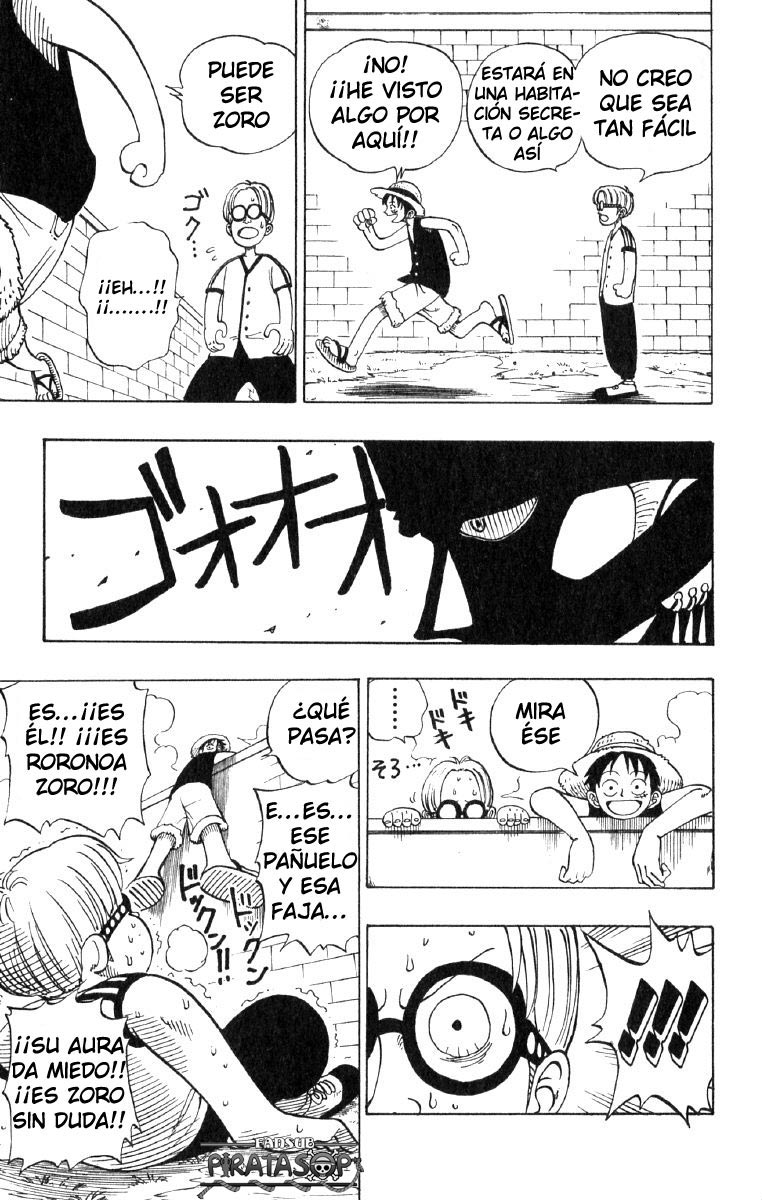 NO CREO
QUE SEA
TAN FÁCIL
ESTARÁ EN
UNA HABITA-
CIÓN SECRE-
TA O ALGO
ASÍ
¡NO!
¡¡HE VISTO
ALGO POR
AQUÍ!!
PUEDE
SER
ZORO
ゴク…
¡¡EH...!!
¡¡.......!!
ゴオオオ
MIRA
ÉSE
ドキ
ドキ
......
そろ…
!!!
¿QUÉ
PASA?
E...ES...
ESE
PAÑUELO
Y ESA
FAJA...
ES...¡¡ES
ÉL!! ¡¡¡ES
RORONOA
ZORO!!!
ドックン
ドックン!!
¡¡SU AURA
DA MIEDO!!
¡¡ES ZORO
SIN DUDA!!
FANSUB
PIRATASOP